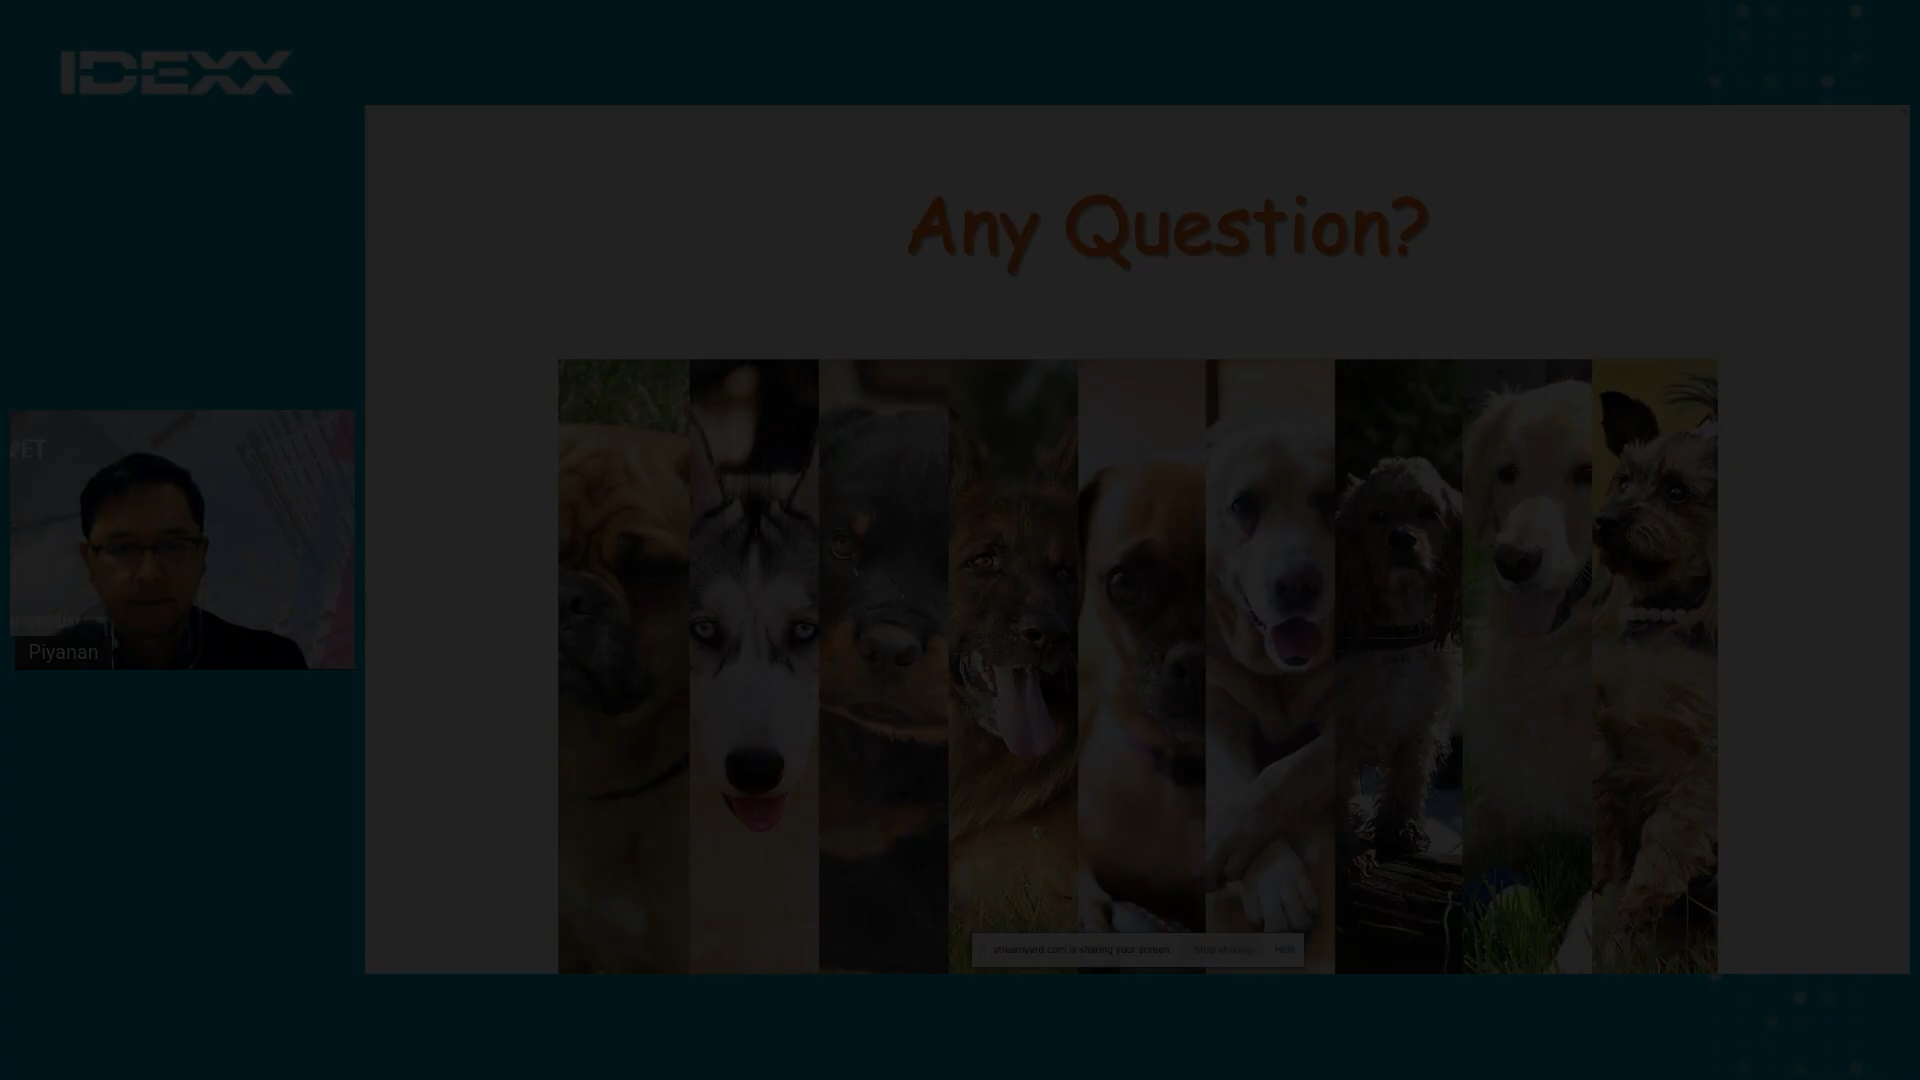 IDEXX
Any Question?
Piyanan
streamyard.com is sharing your screen.
Stop sharing
Hide